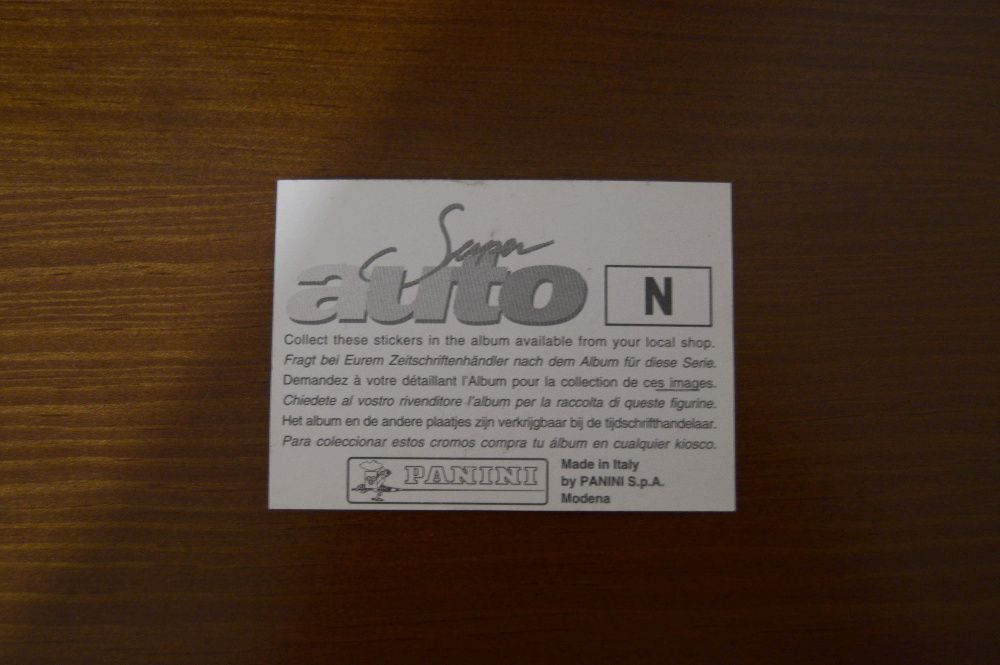 Super
auto
N
Collect these stickers in the album available from your local shop.
Fragt bei Eurem Zeitschriftenhändler nach dem Album für diese Serie.
Demandez à votre détaillant l'Album pour la collection de ces images.
Chiedete al vostro rivenditore l'album per la raccolta di queste figurine.
Het album en de andere plaatjes zijn verkrijgbaar bij de tijdschrifthandelaar.
Para coleccionar estos cromos compra tu álbum en cualquier kiosco.
PANINI
Made in Italy
by PANINI S.p.A.
Modena